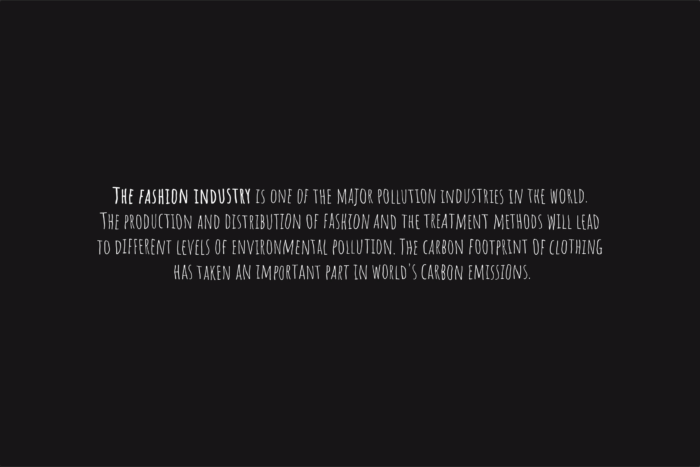 The fashion industry is one of the major pollution industries in the world.
The production and distribution of fashion and the treatment methods will lead
to different levels of environmental pollution. The carbon footprint of clothing
has taken an important part in world's carbon emissions.